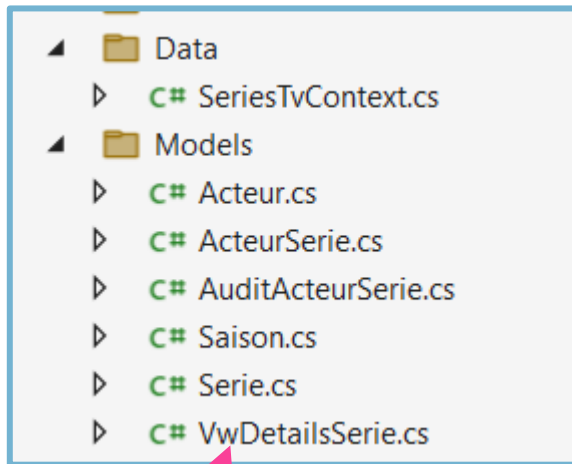 Data
C# SeriesTvContext.cs
Models
C# Acteur.cs
C# ActeurSerie.cs
C# AuditActeurSerie.cs
C# Saison.cs
C# Serie.cs
C# VwDetailsSerie.cs